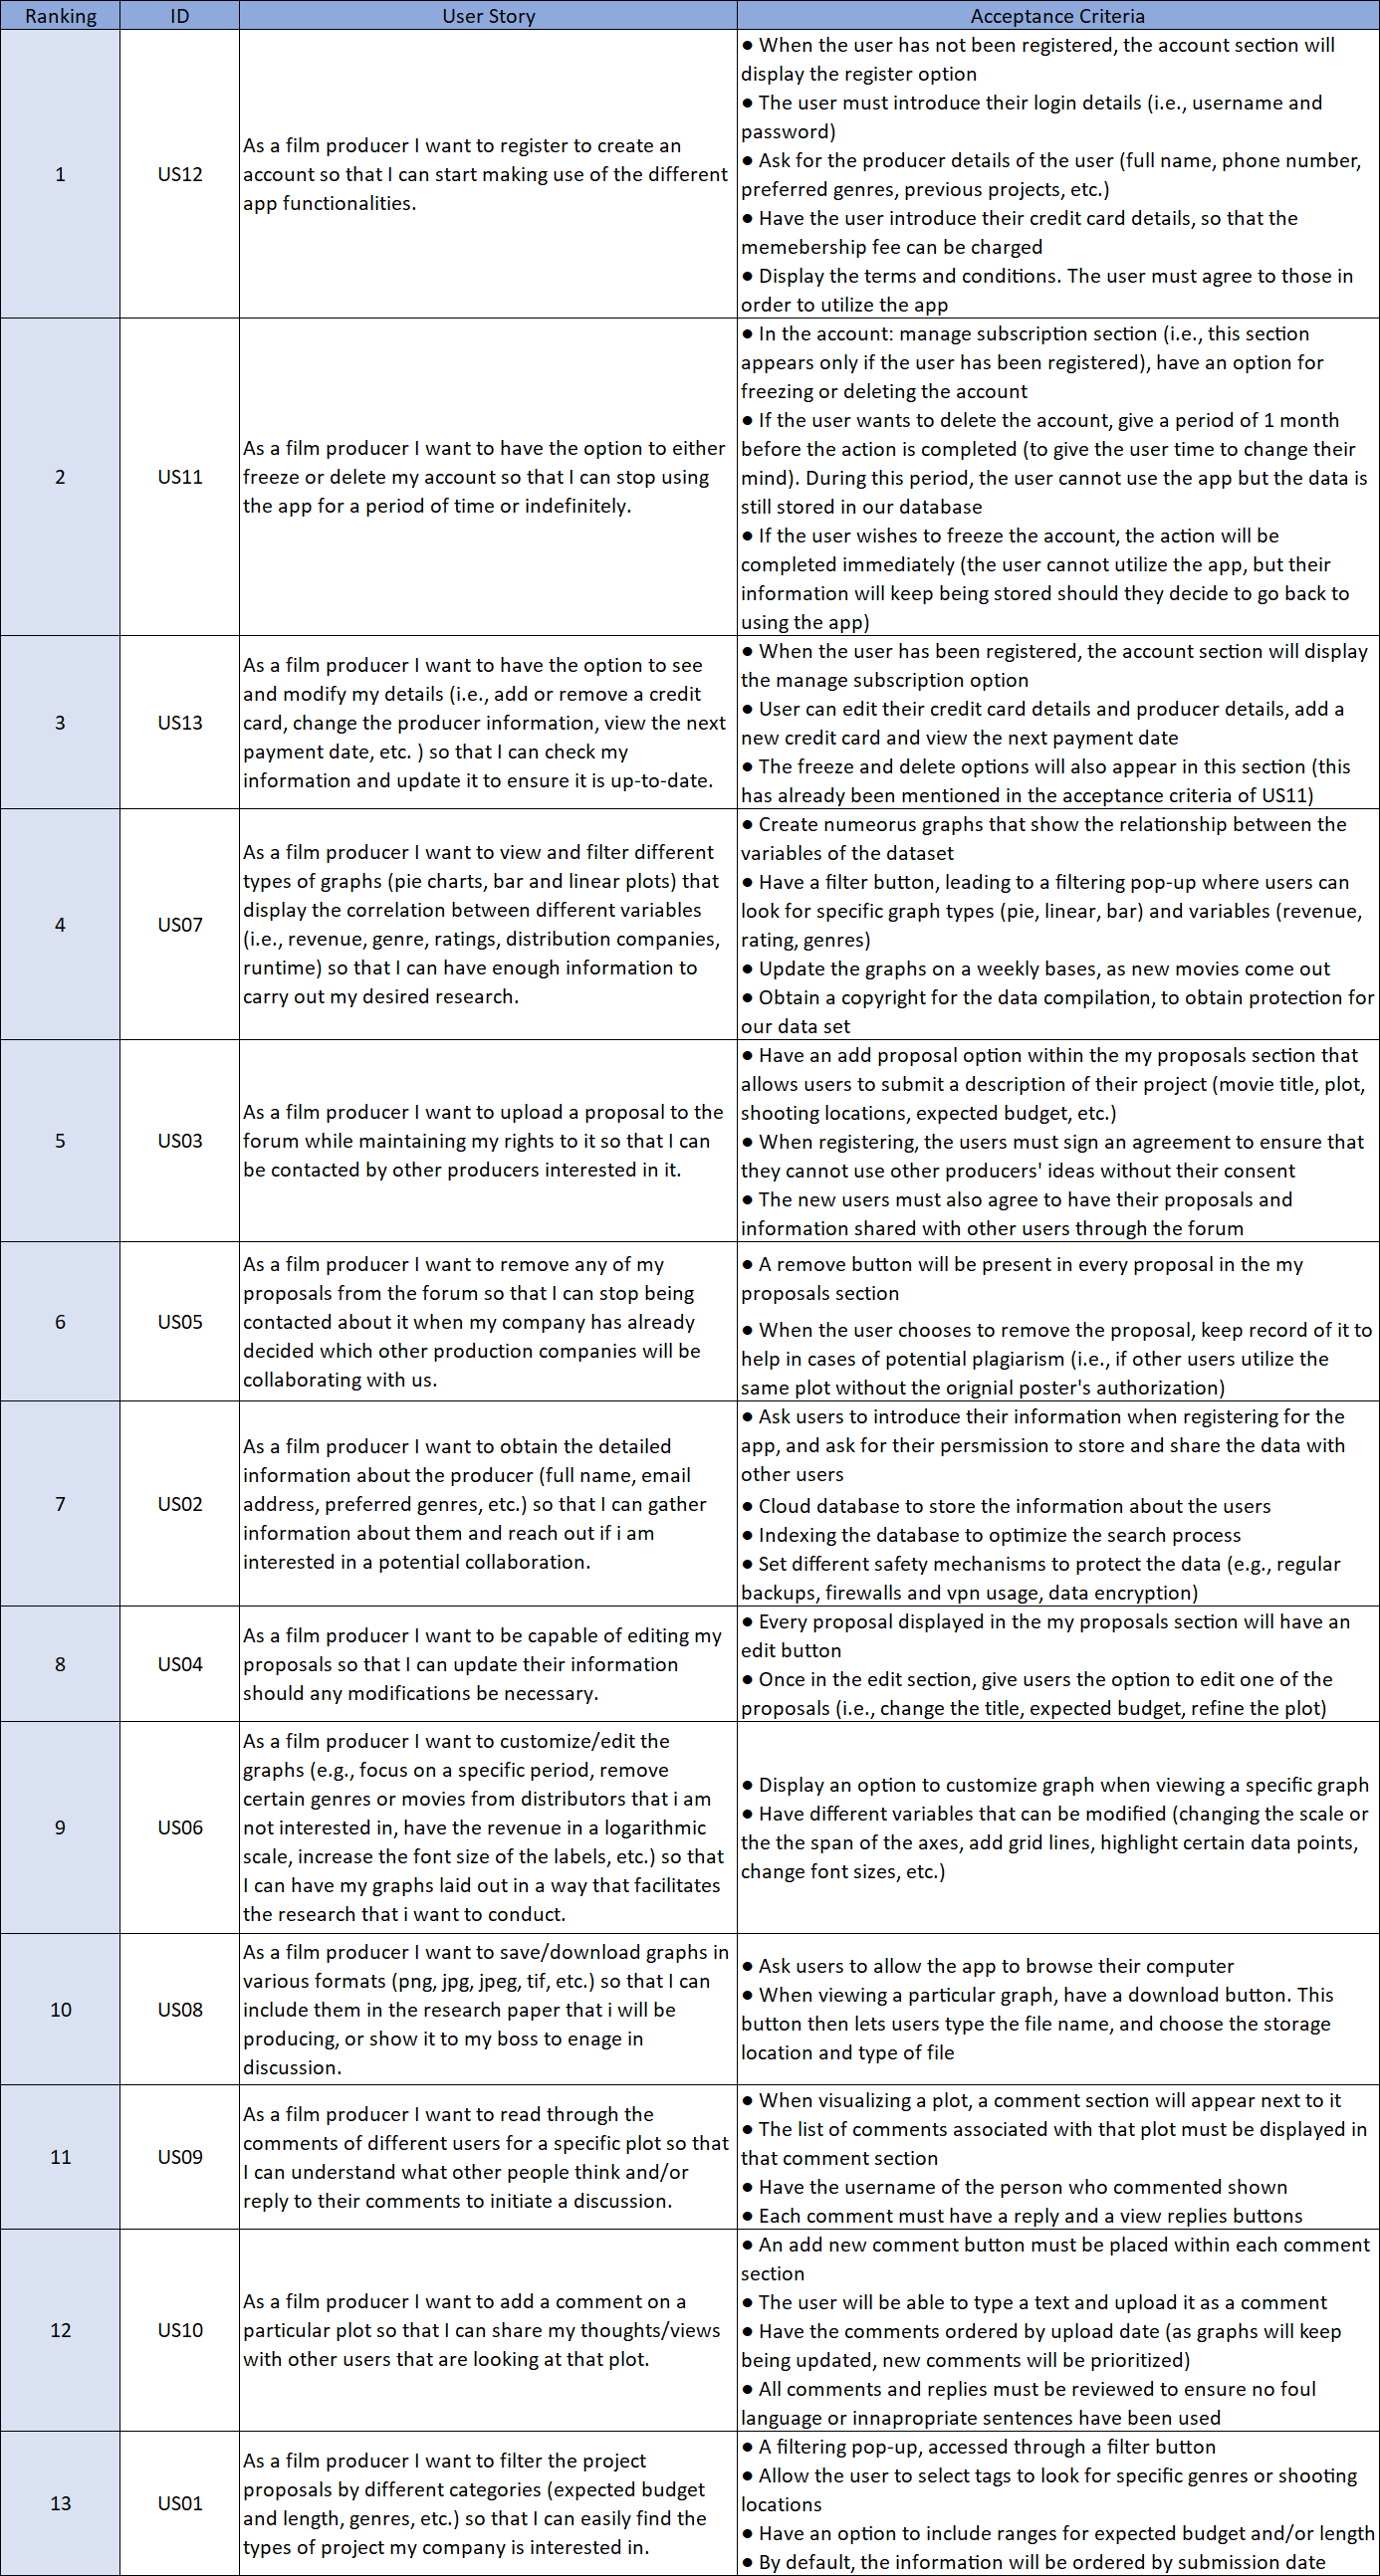 Ranking ID User Story Acceptance Criteria
1 US12
As a film producer I want to register to create an
account so that I can start making use of the different
app functionalities.
● When the user has not been registered, the account section will
display the register option
● The user must introduce their login details (i.e., username and
password)
● Ask for the producer details of the user (full name, phone number,
preferred genres, previous projects, etc.)
● Have the user introduce their credit card details, so that the
memebership fee can be charged
● Display the terms and conditions. The user must agree to those in
order to utilize the app
2 US11
As a film producer I want to have the option to either
freeze or delete my account so that I can stop using
the app for a period of time or indefinitely.
● In the account: manage subscription section (i.e., this section
appears only if the user has been registered), have an option for
freezing or deleting the account
● If the user wants to delete the account, give a period of 1 month
before the action is completed (to give the user time to change their
mind). During this period, the user cannot use the app but the data is
still stored in our database
● If the user wishes to freeze the account, the action will be
completed immediately (the user cannot utilize the app, but their
information will keep being stored should they decide to go back to
using the app)
3 US13
As a film producer I want to have the option to see
and modify my details (i.e., add or remove a credit
card, change the producer information, view the next
payment date, etc. ) so that I can check my
information and update it to ensure it is up-to-date.
● When the user has been registered, the account section will display
the manage subscription option
● User can edit their credit card details and producer details, add a
new credit card and view the next payment date
● The freeze and delete options will also appear in this section (this
has already been mentioned in the acceptance criteria of US11)
4 US07
As a film producer I want to view and filter different
types of graphs (pie charts, bar and linear plots) that
display the correlation between different variables
(i.e., revenue, genre, ratings, distribution companies,
runtime) so that I can have enough information to
carry out my desired research.
● Create numeorus graphs that show the relationship between the
variables of the dataset
● Have a filter button, leading to a filtering pop-up where users can
look for specific graph types (pie, linear, bar) and variables (revenue,
rating, genres)
● Update the graphs on a weekly bases, as new movies come out
● Obtain a copyright for the data compilation, to obtain protection for
our data set
5 US03
As a film producer I want to upload a proposal to the
forum while maintaining my rights to it so that I can
be contacted by other producers interested in it.
● Have an add proposal option within the my proposals section that
allows users to submit a description of their project (movie title, plot,
shooting locations, expected budget, etc.)
● When registering, the users must sign an agreement to ensure that
they cannot use other producers' ideas without their consent
● The new users must also agree to have their proposals and
information shared with other users through the forum
6 US05
As a film producer I want to remove any of my
proposals from the forum so that I can stop being
contacted about it when my company has already
decided which other production companies will be
collaborating with us.
● A remove button will be present in every proposal in the my
proposals section
● When the user chooses to remove the proposal, keep record of it to
help in cases of potential plagiarism (i.e., if other users utilize the
same plot without the orignial poster's authorization)
7 US02
As a film producer I want to obtain the detailed
information about the producer (full name, email
address, preferred genres, etc.) so that I can gather
information about them and reach out if i am
interested in a potential collaboration.
● Ask users to introduce their information when registering for the
app, and ask for their persmission to store and share the data with
other users
● Cloud database to store the information about the users
● Indexing the database to optimize the search process
● Set different safety mechanisms to protect the data (e.g., regular
backups, firewalls and vpn usage, data encryption)
8 US04
As a film producer I want to be capable of editing my
proposals so that I can update their information
should any modifications be necessary.
● Every proposal displayed in the my proposals section will have an
edit button
● Once in the edit section, give users the option to edit one of the
proposals (i.e., change the title, expected budget, refine the plot)
9 US06
As a film producer I want to customize/edit the
graphs (e.g., focus on a specific period, remove
certain genres or movies from distributors that i am
not interested in, have the revenue in a logarithmic
scale, increase the font size of the labels, etc.) so that
I can have my graphs laid out in a way that facilitates
the research that i want to conduct.
● Display an option to customize graph when viewing a specific graph
● Have different variables that can be modified (changing the scale or
the the span of the axes, add grid lines, highlight certain data points,
change font sizes, etc.)
10 US08
As a film producer I want to save/download graphs in
various formats (png, jpg, jpeg, tif, etc.) so that I can
include them in the research paper that i will be
producing, or show it to my boss to enage in
discussion.
● Ask users to allow the app to browse their computer
● When viewing a particular graph, have a download button. This
button then lets users type the file name, and choose the storage
location and type of file
11 US09
As a film producer I want to read through the
comments of different users for a specific plot so that
I can understand what other people think and/or
reply to their comments to initiate a discussion.
● When visualizing a plot, a comment section will appear next to it
● The list of comments associated with that plot must be displayed in
that comment section
● Have the username of the person who commented shown
● Each comment must have a reply and a view replies buttons
12 US10
As a film producer I want to add a comment on a
particular plot so that I can share my thoughts/views
with other users that are looking at that plot.
● An add new comment button must be placed within each comment
section
● The user will be able to type a text and upload it as a comment
● Have the comments ordered by upload date (as graphs will keep
being updated, new comments will be prioritized)
● All comments and replies must be reviewed to ensure no foul
language or innapropriate sentences have been used
13 US01
As a film producer I want to filter the project
proposals by different categories (expected budget
and length, genres, etc.) so that I can easily find the
types of project my company is interested in.
● A filtering pop-up, accessed through a filter button
● Allow the user to select tags to look for specific genres or shooting
locations
● Have an option to include ranges for expected budget and/or length
● By default, the information will be ordered by submission date